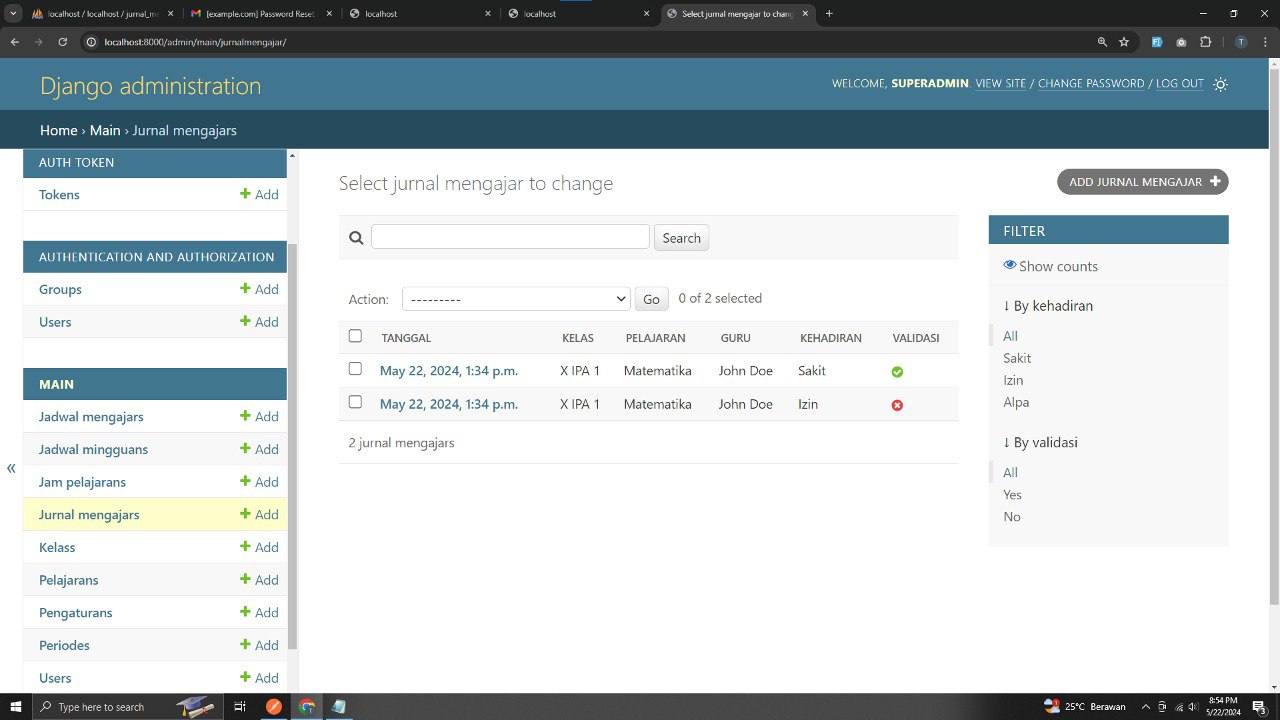 localhost / localhost / jurnal_m
[example.com] Password Reset
localhost
localhost
Select jurnal mengajar to change
localhost:8000/admin/main/jurnalmengajar/
T
Django administration
WELCOME, SUPERADMIN. VIEW SITE / CHANGE PASSWORD / LOG OUT
Home › Main › Jurnal mengajars
AUTH TOKEN
Tokens + Add
AUTHENTICATION AND AUTHORIZATION
Groups + Add
Users + Add
MAIN
Jadwal mengajars + Add
Jadwal mingguans + Add
Jam pelajarans + Add
Jurnal mengajars + Add
Kelass + Add
Pelajarans + Add
Pengaturans + Add
Periodes + Add
Users + Add
«
Select jurnal mengajar to change
ADD JURNAL MENGAJAR +
Search
Action: --------- Go 0 of 2 selected
TANGGAL KELAS PELAJARAN GURU KEHADIRAN VALIDASI
May 22, 2024, 1:34 p.m. X IPA 1 Matematika John Doe Sakit
May 22, 2024, 1:34 p.m. X IPA 1 Matematika John Doe Izin
2 jurnal mengajars
FILTER
Show counts
↓ By kehadiran
All
Sakit
Izin
Alpa
↓ By validasi
All
Yes
No
Type here to search
25°C Berawan
8:54 PM
5/22/2024